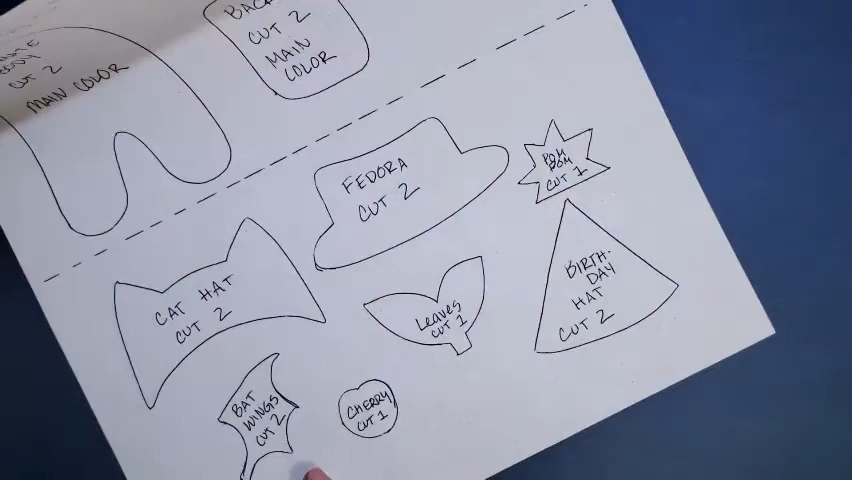 CUT 2
MAIN COLOR
BACK
CUT 2
MAIN
COLOR
FEDORA
CUT 2
POM
POM
CUT 1
CAT HAT
CUT 2
Leaves
CUT 1
BIRTH-
DAY
HAT
CUT 2
BAT
WINGS
CUT 2
CHERRY
CUT 1